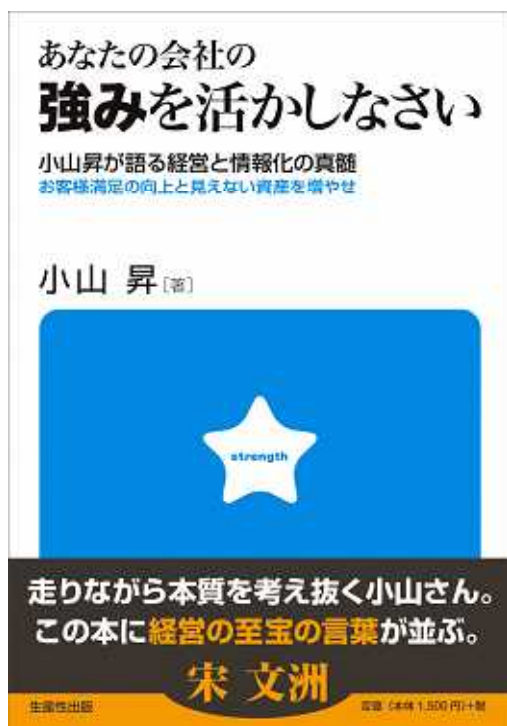 あなたの会社の
強みを活かしなさい
小山昇が語る経営と情報化の真髄
お客様満足の向上と見えない資産を増やせ
小山 昇[著]
strength
走りながら本質を考え抜く小山さん。
この本に経営の至宝の言葉が並ぶ。
宋 文洲
生産性出版
定価(本体1,500円)+税